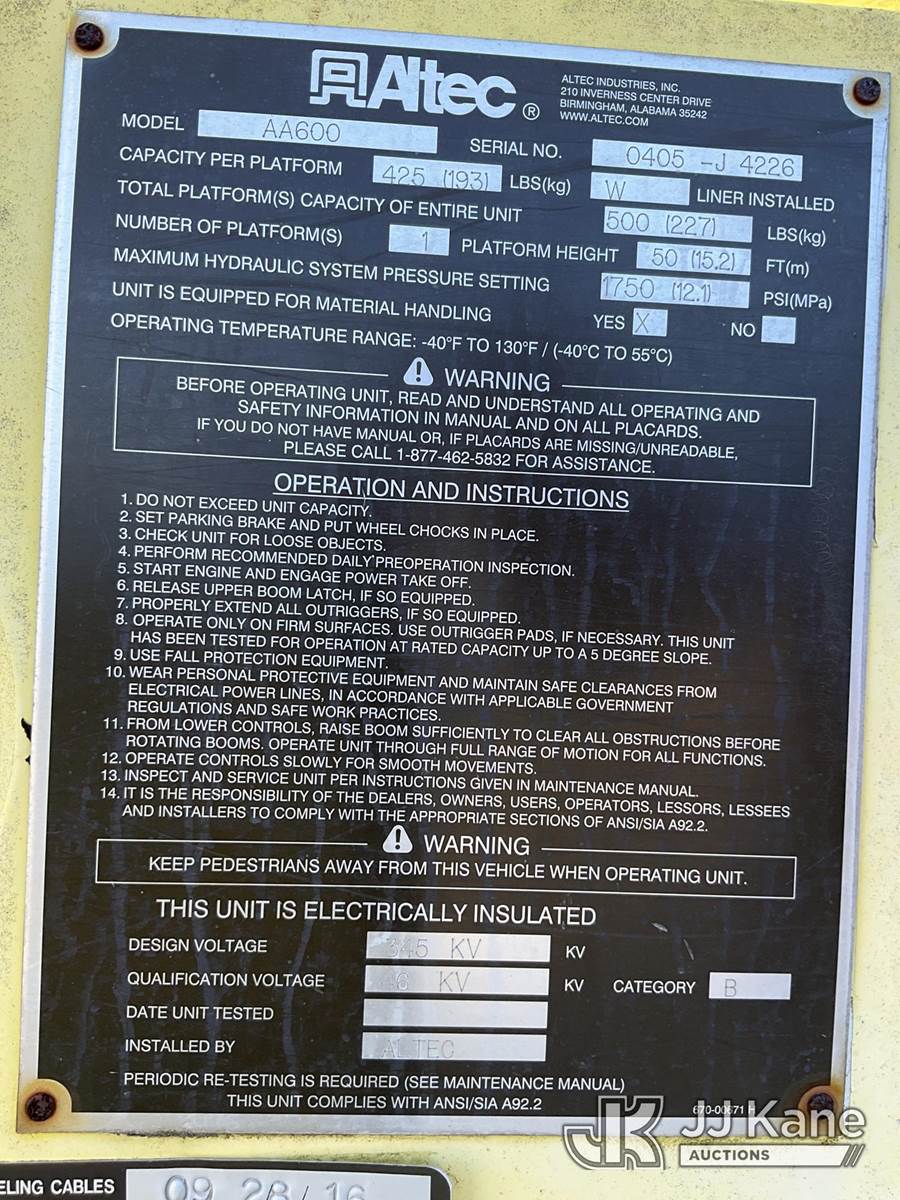 Altec ®
ALTEC INDUSTRIES, INC.
210 INVERNESS CENTER DRIVE
BIRMINGHAM, ALABAMA 35242
WWW.ALTEC.COM
MODEL AA600 SERIAL NO. 0405 -J 4226
CAPACITY PER PLATFORM 425 (193) LBS(kg) W LINER INSTALLED
TOTAL PLATFORM(S) CAPACITY OF ENTIRE UNIT 500 (227) LBS(kg)
NUMBER OF PLATFORM(S) 1 PLATFORM HEIGHT 50 (15.2) FT(m)
MAXIMUM HYDRAULIC SYSTEM PRESSURE SETTING 1750 (12.1) PSI(MPa)
UNIT IS EQUIPPED FOR MATERIAL HANDLING YES X NO
OPERATING TEMPERATURE RANGE: -40°F TO 130°F / (-40°C TO 55°C)
WARNING
BEFORE OPERATING UNIT, READ AND UNDERSTAND ALL OPERATING AND
SAFETY INFORMATION IN MANUAL AND ON ALL PLACARDS.
IF YOU DO NOT HAVE MANUAL OR, IF PLACARDS ARE MISSING/UNREADABLE,
PLEASE CALL 1-877-462-5832 FOR ASSISTANCE.
OPERATION AND INSTRUCTIONS
1. DO NOT EXCEED UNIT CAPACITY.
2. SET PARKING BRAKE AND PUT WHEEL CHOCKS IN PLACE.
3. CHECK UNIT FOR LOOSE OBJECTS.
4. PERFORM RECOMMENDED DAILY PREOPERATION INSPECTION.
5. START ENGINE AND ENGAGE POWER TAKE OFF.
6. RELEASE UPPER BOOM LATCH, IF SO EQUIPPED.
7. PROPERLY EXTEND ALL OUTRIGGERS, IF SO EQUIPPED.
8. OPERATE ONLY ON FIRM SURFACES. USE OUTRIGGER PADS, IF NECESSARY. THIS UNIT
HAS BEEN TESTED FOR OPERATION AT RATED CAPACITY UP TO A 5 DEGREE SLOPE.
9. USE FALL PROTECTION EQUIPMENT.
10. WEAR PERSONAL PROTECTIVE EQUIPMENT AND MAINTAIN SAFE CLEARANCES FROM
ELECTRICAL POWER LINES, IN ACCORDANCE WITH APPLICABLE GOVERNMENT
REGULATIONS AND SAFE WORK PRACTICES.
11. FROM LOWER CONTROLS, RAISE BOOM SUFFICIENTLY TO CLEAR ALL OBSTRUCTIONS BEFORE
ROTATING BOOMS. OPERATE UNIT THROUGH FULL RANGE OF MOTION FOR ALL FUNCTIONS.
12. OPERATE CONTROLS SLOWLY FOR SMOOTH MOVEMENTS.
13. INSPECT AND SERVICE UNIT PER INSTRUCTIONS GIVEN IN MAINTENANCE MANUAL.
14. IT IS THE RESPONSIBILITY OF THE DEALERS, OWNERS, USERS, OPERATORS, LESSORS, LESSEES
AND INSTALLERS TO COMPLY WITH THE APPROPRIATE SECTIONS OF ANSI/SIA A92.2.
WARNING
KEEP PEDESTRIANS AWAY FROM THIS VEHICLE WHEN OPERATING UNIT.
THIS UNIT IS ELECTRICALLY INSULATED
DESIGN VOLTAGE KV KV
QUALIFICATION VOLTAGE 46 KV KV CATEGORY B
DATE UNIT TESTED
INSTALLED BY ALTEC
PERIODIC RE-TESTING IS REQUIRED (SEE MAINTENANCE MANUAL)
THIS UNIT COMPLIES WITH ANSI/SIA A92.2
670-00671 H
JJK JJ Kane
AUCTIONS
ELING CABLES 09/28/16